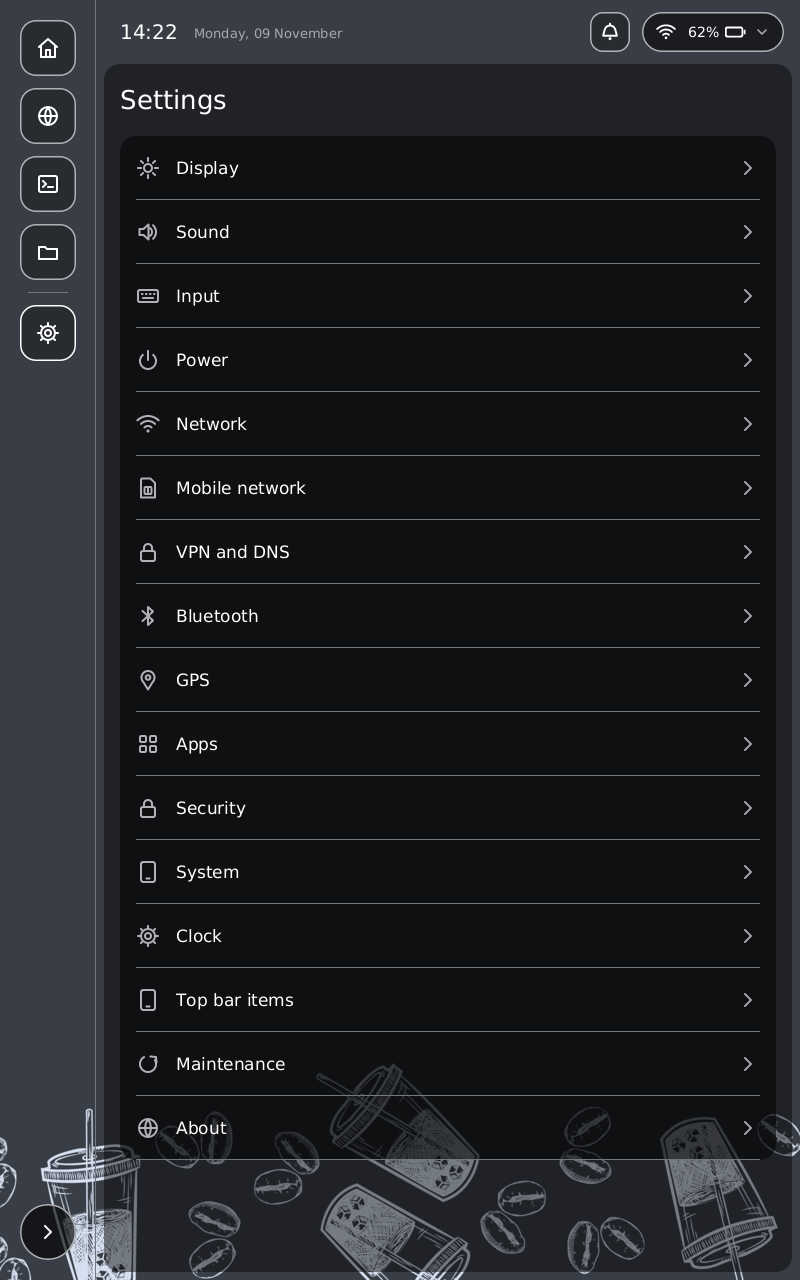 14:22 Monday, 09 November 62%
Settings
Display
Sound
Input
Power
Network
Mobile network
VPN and DNS
Bluetooth
GPS
Apps
Security
System
Clock
Top bar items
Maintenance
About